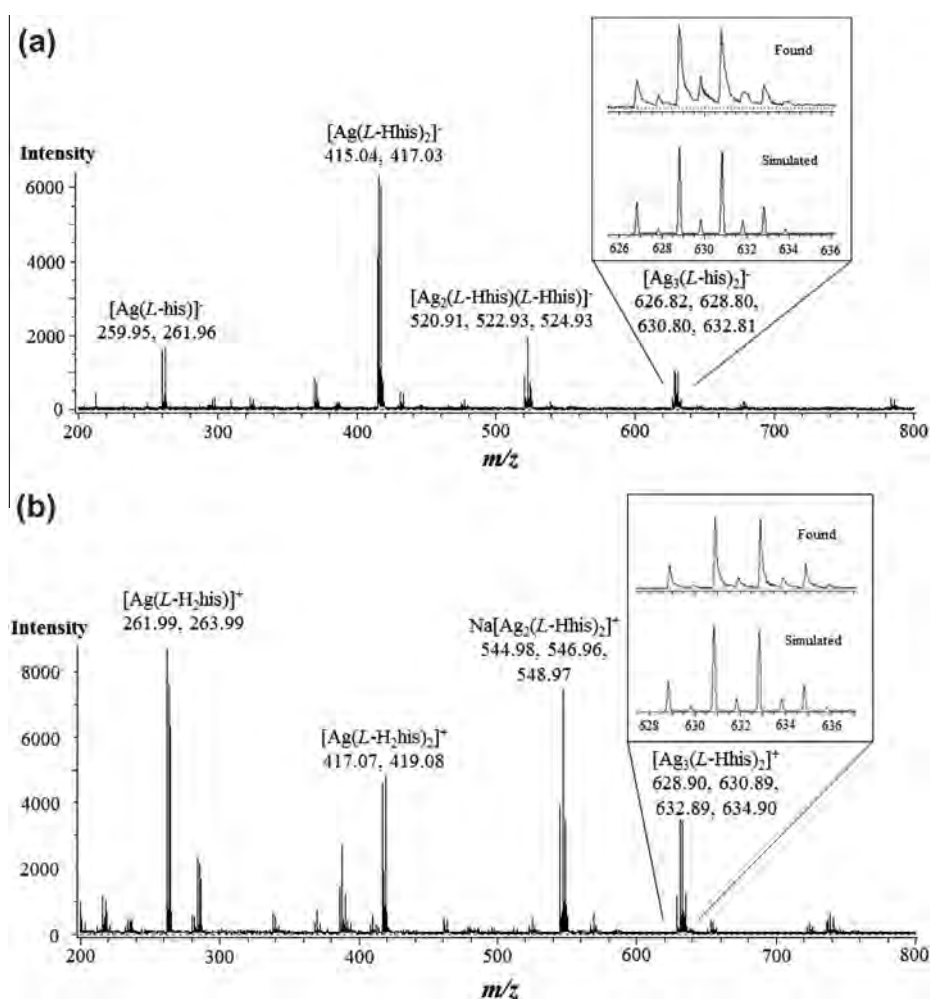 (a)
Found
[Ag(L-Hhis)₂]⁻
415.04, 417.03
Intensity
Simulated
6000
4000
2000
0
626 628 630 632 634 636
[Ag₃(L-his)₂]⁻
626.82, 628.80,
630.80, 632.81
[Ag₂(L-Hhis)(L-Hhis)]⁻
520.91, 522.93, 524.93
[Ag(L-his)]⁻
259.95, 261.96
200 300 400 500 600 700 800
m/z
(b)
Found
[Ag(L-H₂his)]⁺
261.99, 263.99
Intensity
Na[Ag₂(L-Hhis)₂]⁺
544.98, 546.96,
548.97
Simulated
8000
6000
4000
2000
0
628 630 632 634 636
[Ag(L-H₂his)₂]⁺
417.07, 419.08
[Ag₃(L-Hhis)₂]⁺
628.90, 630.89,
632.89, 634.90
200 300 400 500 600 700 800
m/z